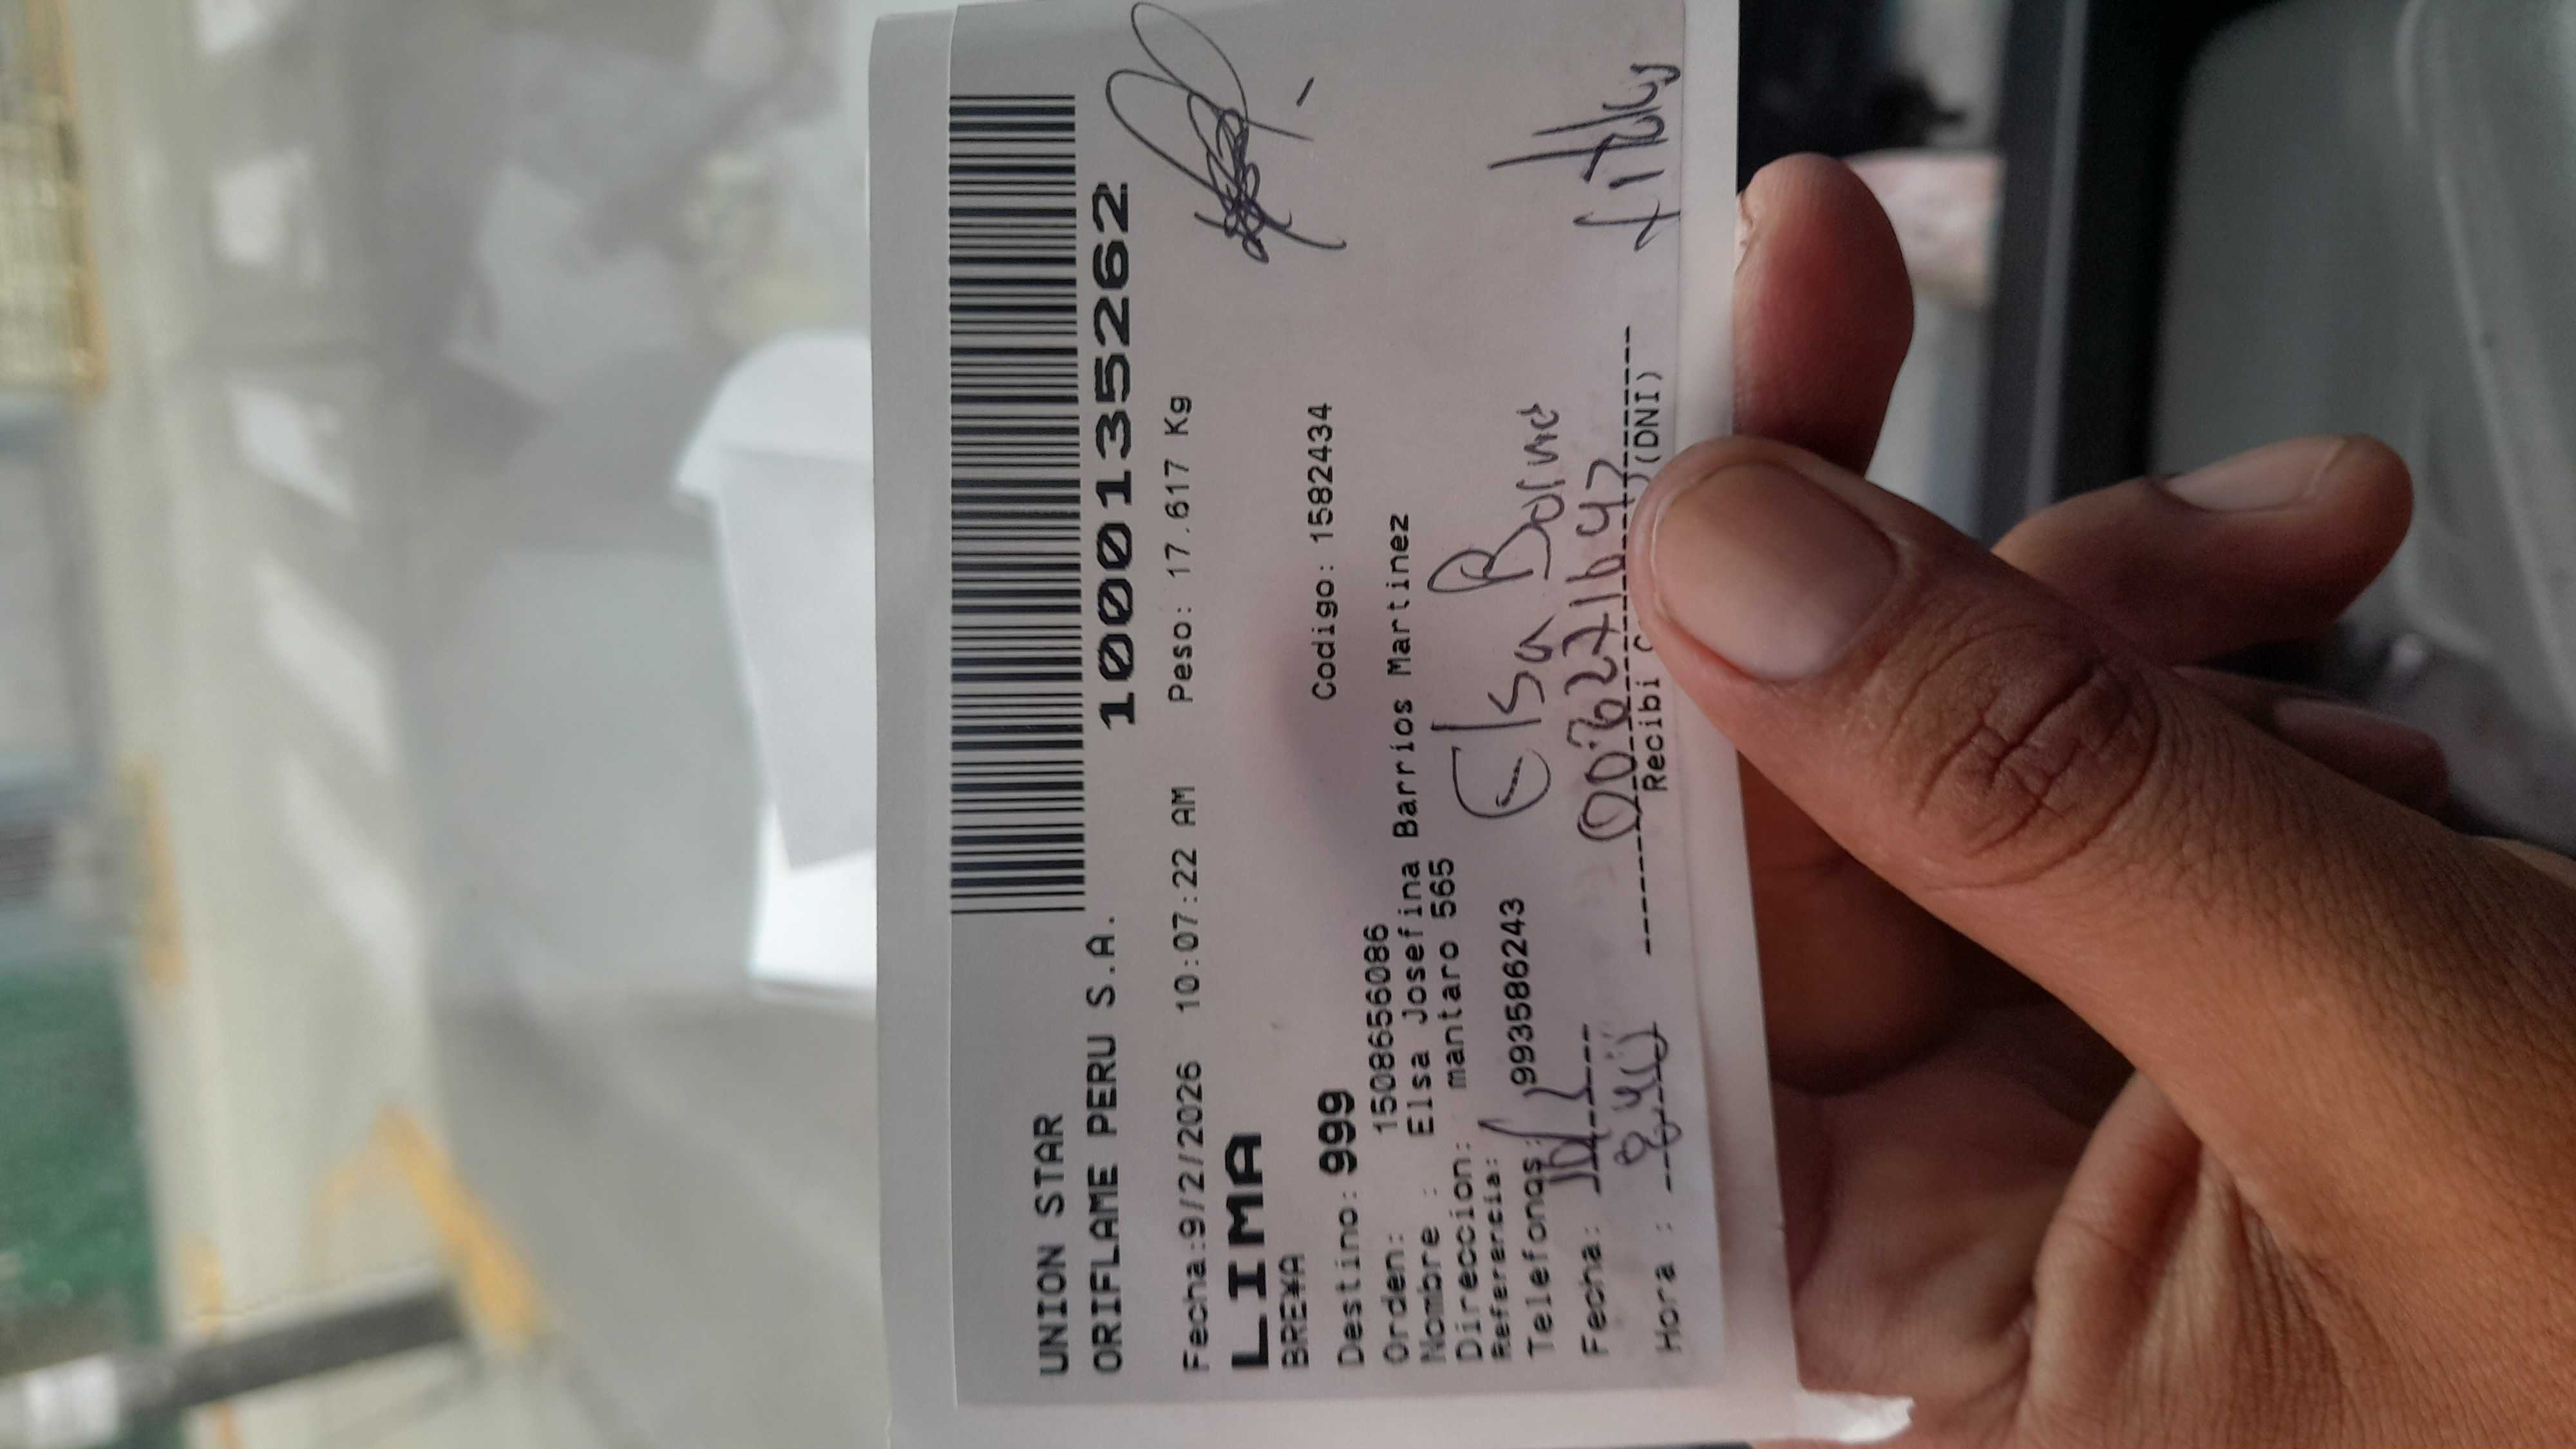 UNION STAR
ORIFLAME PERU S.A. 1000135262
Fecha:9/2/2026 10:07:22 AM Peso: 17.617 Kg
LIMA
BRE¥A
Destino: 999 Codigo: 1582434
Orden: 1508656086
Nombre : Elsa Josefina Barrios Martinez
Direccion: mantaro 565
Referencia:
Telefonos: 993586243
Elsa
Fecha:
Hora :
Recibi C (DNI)